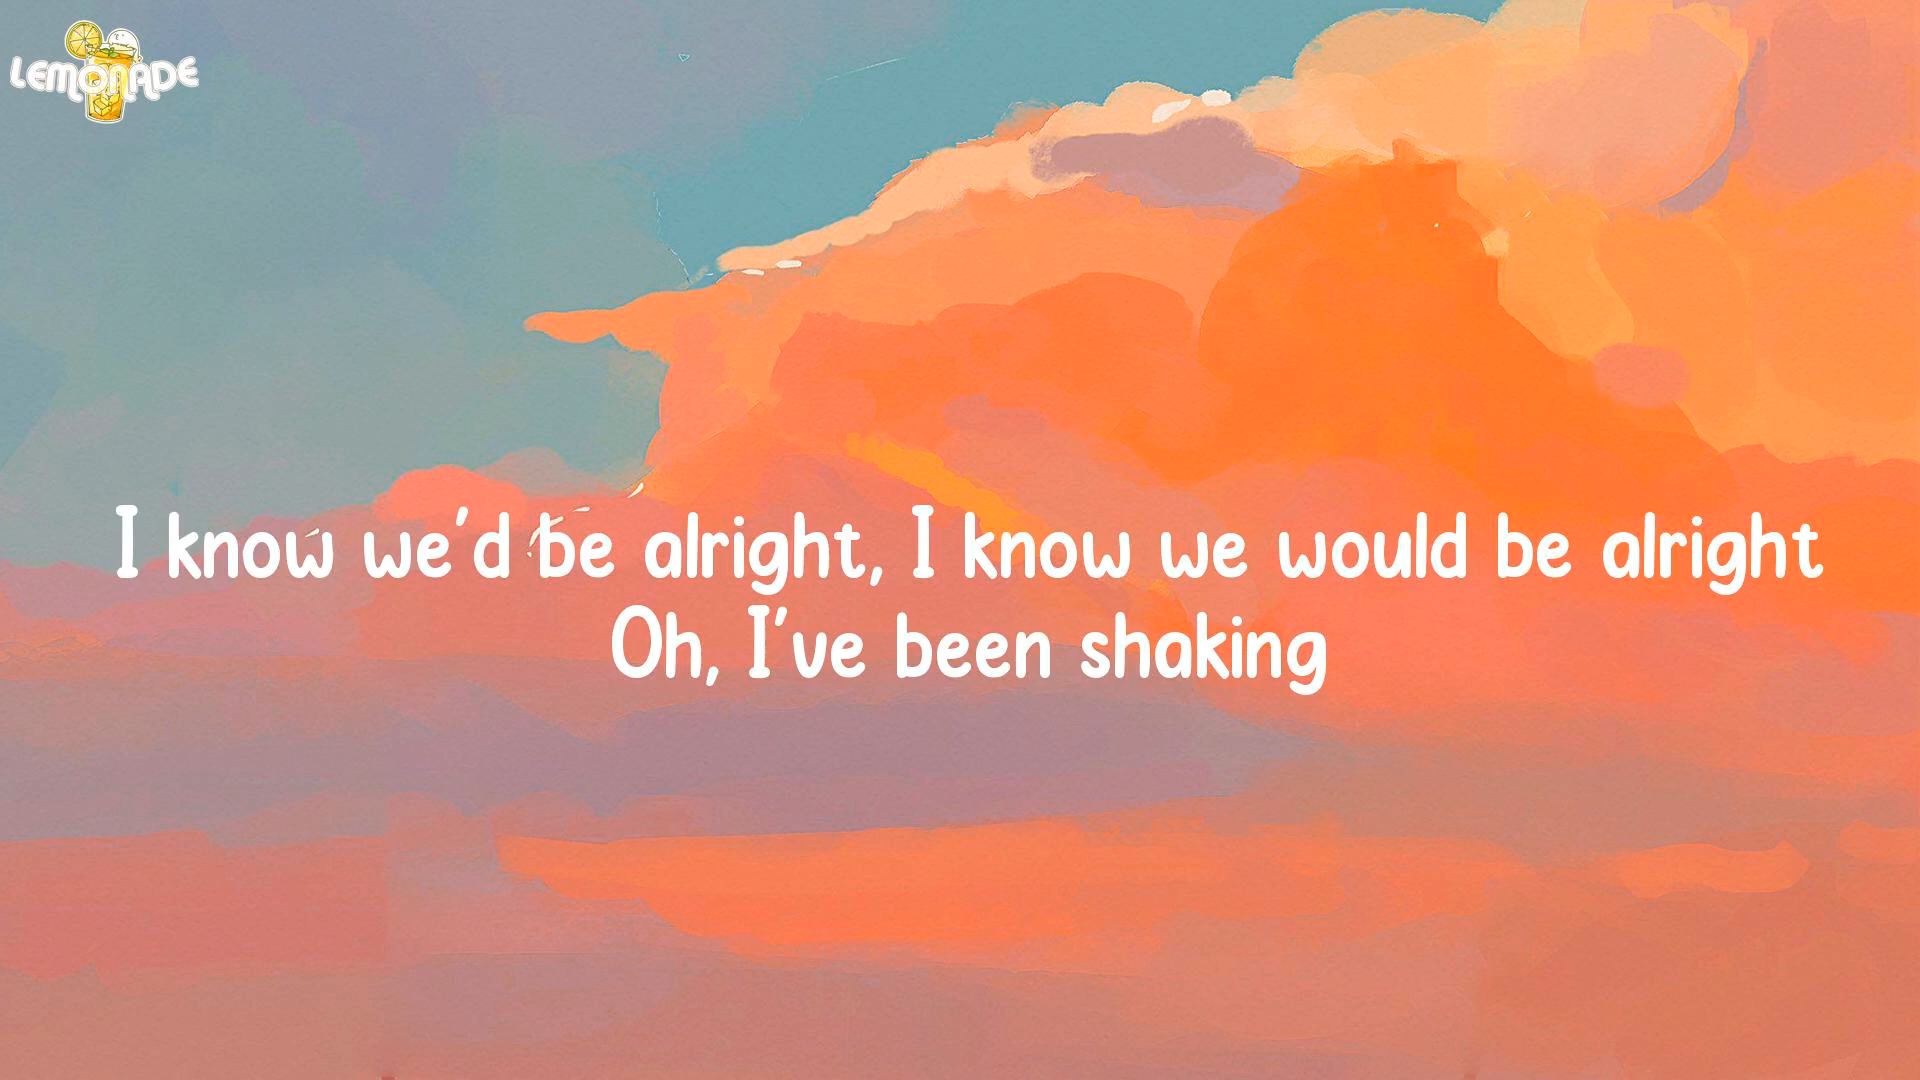 LEMONADE
I know we'd be alright, I know we would be alright
Oh, I've been shaking